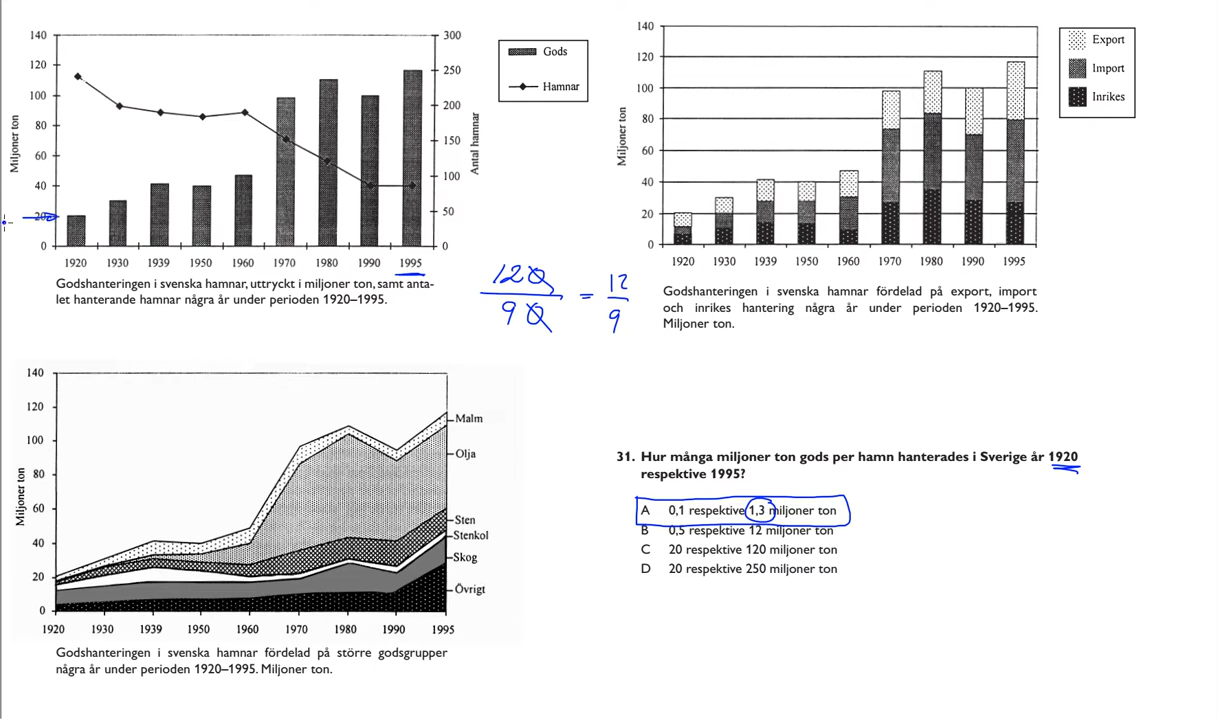 140
120
100
80
60
40
20
0
Miljoner ton
300
250
200
150
100
50
0
Antal hamnar
1920 1930 1939 1950 1960 1970 1980 1990 1995
Gods
Hamnar
Godshanteringen i svenska hamnar, uttryckt i miljoner ton, samt anta-
let hanterande hamnar några år under perioden 1920–1995.
140
120
100
80
60
40
20
0
Miljoner ton
1920 1930 1939 1950 1960 1970 1980 1990 1995
Export
Import
Inrikes
Godshanteringen i svenska hamnar fördelad på export, import
och inrikes hantering några år under perioden 1920–1995.
Miljoner ton.
120
90
=
12
9
140
120
100
80
60
40
20
0
Miljoner ton
1920 1930 1939 1950 1960 1970 1980 1990 1995
Malm
Olja
Sten
Stenkol
Skog
Övrigt
Godshanteringen i svenska hamnar fördelad på större godsgrupper
några år under perioden 1920–1995. Miljoner ton.
31. Hur många miljoner ton gods per hamn hanterades i Sverige år 1920
respektive 1995?
A 0,1 respektive 1,3 miljoner ton
B 0,5 respektive 12 miljoner ton
C 20 respektive 120 miljoner ton
D 20 respektive 250 miljoner ton